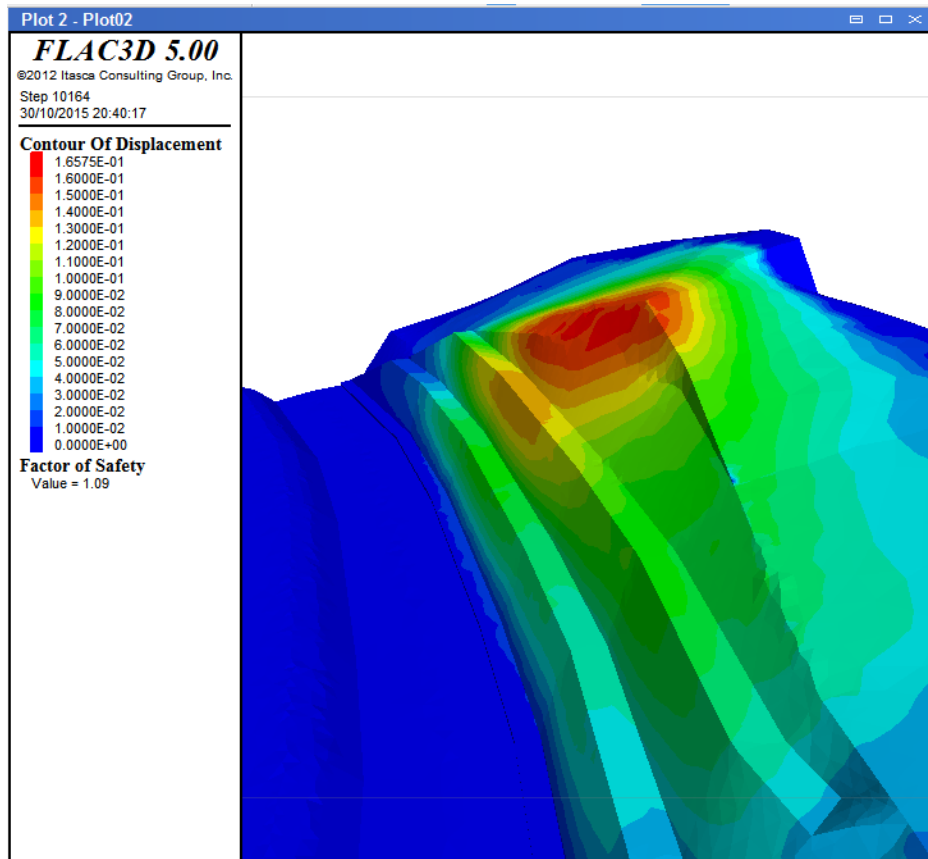 Plot 2 - Plot02
FLAC3D 5.00
©2012 Itasca Consulting Group, Inc.
Step 10164
30/10/2015 20:40:17
Contour Of Displacement
1.6575E-01
1.6000E-01
1.5000E-01
1.4000E-01
1.3000E-01
1.2000E-01
1.1000E-01
1.0000E-01
9.0000E-02
8.0000E-02
7.0000E-02
6.0000E-02
5.0000E-02
4.0000E-02
3.0000E-02
2.0000E-02
1.0000E-02
0.0000E+00
Factor of Safety
Value = 1.09